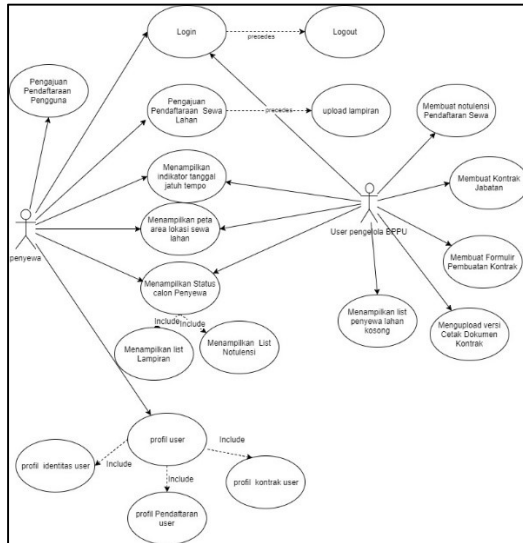 Login
precedes
Logout
Pengajuan
Pendaftaraan
Pengguna
Pengajuan
Pendaftaraan Sewa
Lahan
precedes
upload lampiran
Membuat notulensi
Pendaftaran Sewa
Menampilkan
indikator tanggal
jatuh tempo
Membuat Kontrak
Jabatan
penyewa
Menampilkan peta
area lokasi sewa
lahan
User pengelola BPPU
Membuat Formulir
Pembuatan Kontrak
Menampilkan Status
calon Penyewa
Include
Include
Menampilkan list
Lampiran
Menampilkan List
Notulensi
Menampilkan list
penyewa lahan
kosong
Mengupload versi
Cetak Dokumen
Kontrak
profil user
Include
Include
Include
profil identitas user
profil kontrak user
profil Pendaftaran
user